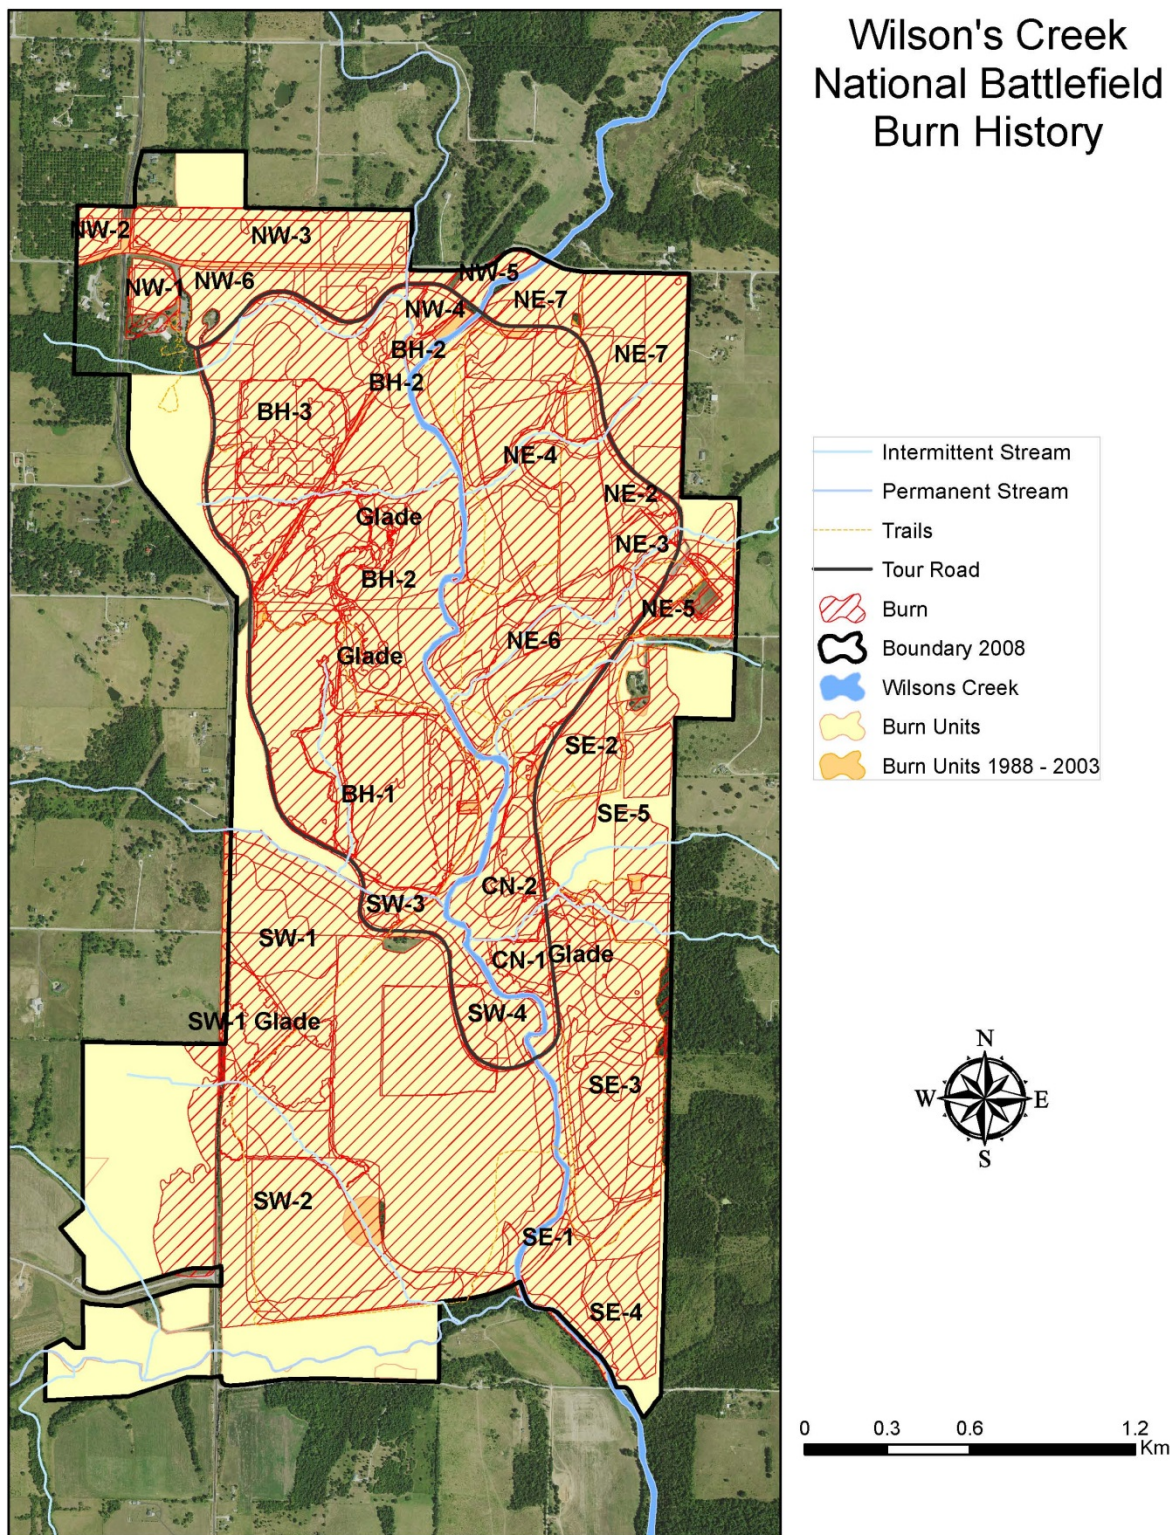 Wilson's Creek
National Battlefield
Burn History
NW-2
NW-3
NW-1
NW-6
NW-5
NW-4
NE-7
BH-2
NE-7
BH-2
BH-3
NE-4
NE-2
Glade
NE-3
BH-2
NE-5
NE-6
Glade
SE-2
BH-1
SE-5
CN-2
SW-3
SW-1
CN-1
Glade
SW-4
SW-1 Glade
SE-3
SW-2
SE-1
SE-4
Intermittent Stream
Permanent Stream
Trails
Tour Road
Burn
Boundary 2008
Wilsons Creek
Burn Units
Burn Units 1988 - 2003
N
W E
S
0 0.3 0.6 1.2
Km